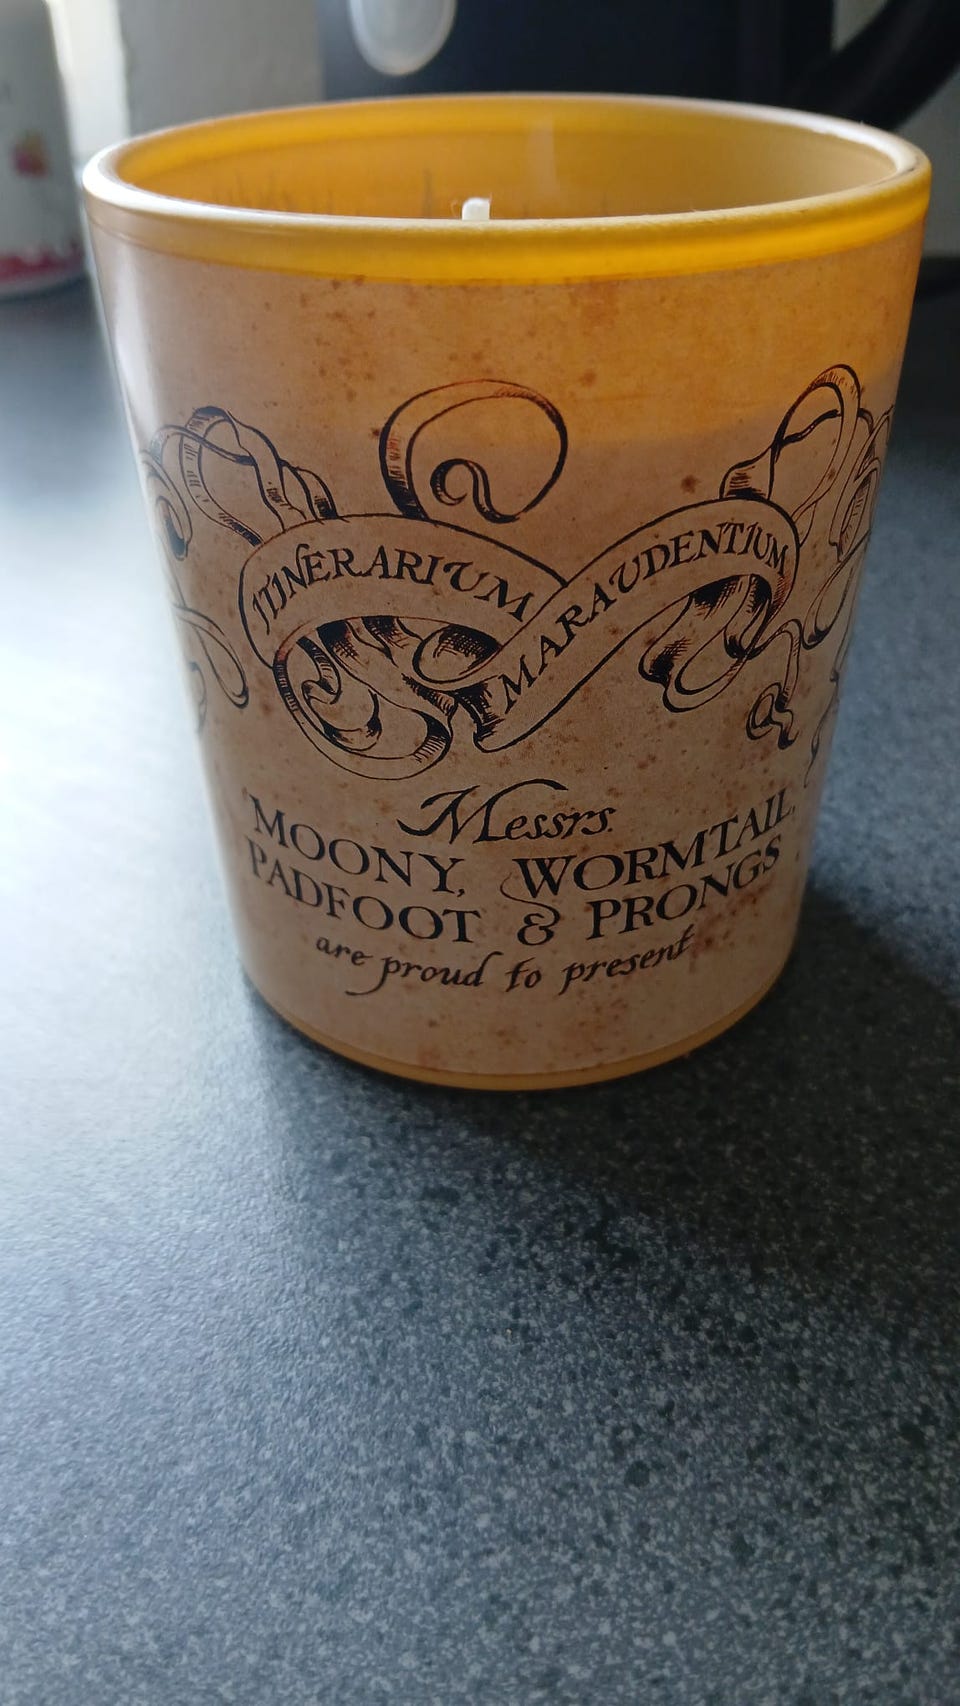 ITINERARIUM
MARAUDENTIUM
Messrs.
MOONY, WORMTAIL,
PADFOOT & PRONGS
are proud to present